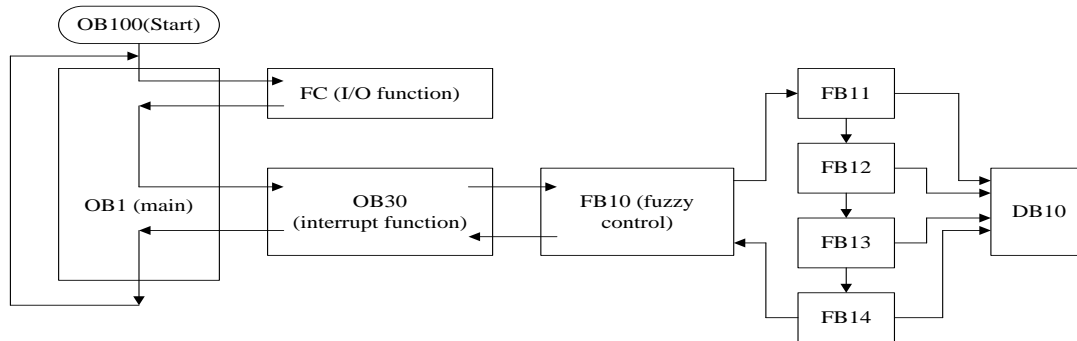 OB100(Start)
FC (I/O function)
FB11
FB12
OB1 (main)
OB30
(interrupt function)
FB10 (fuzzy
control)
DB10
FB13
FB14